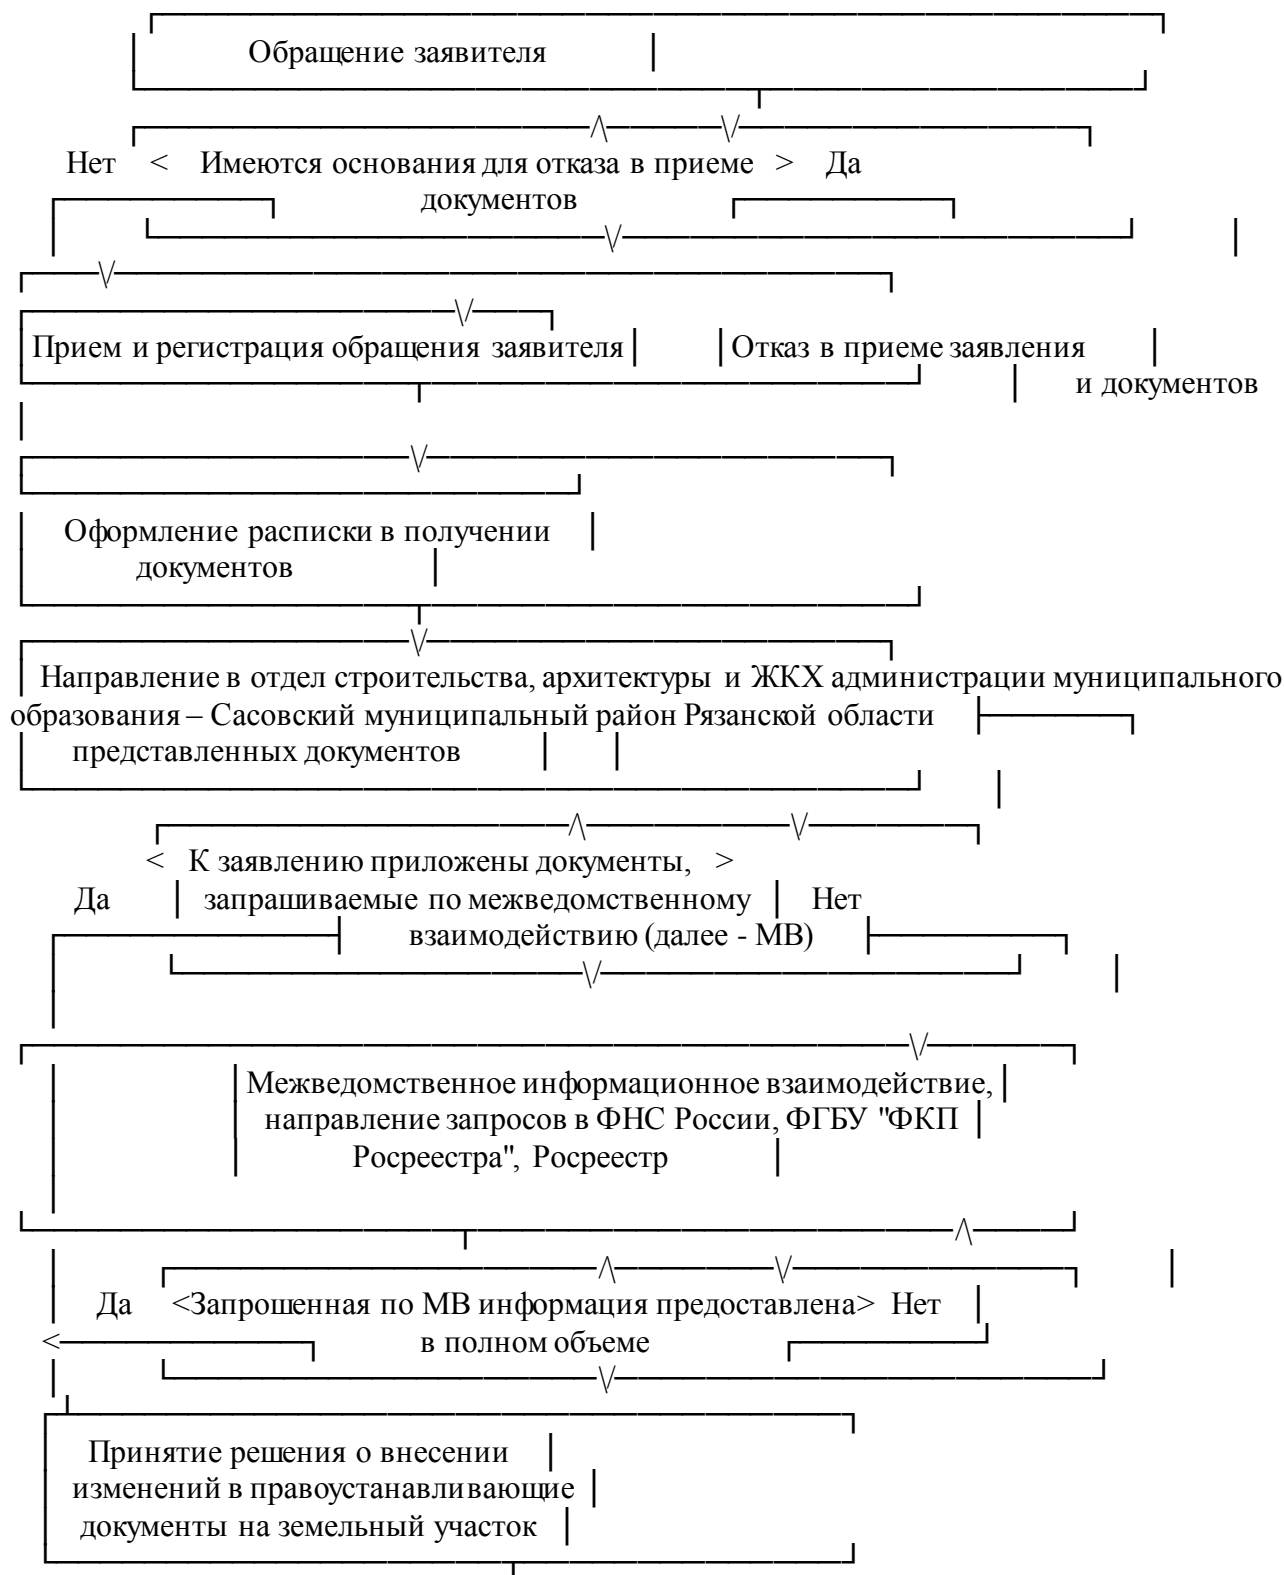 Обращение заявителя
Нет < Имеются основания для отказа в приеме > Да
документов
Прием и регистрация обращения заявителя Отказ в приеме заявления
и документов
Оформление расписки в получении
документов
Направление в отдел строительства, архитектуры и ЖКХ администрации муниципального
образования – Сасовский муниципальный район Рязанской области
представленных документов
< К заявлению приложены документы, >
Да запрашиваемые по межведомственному Нет
взаимодействию (далее - МВ)
Межведомственное информационное взаимодействие,
направление запросов в ФНС России, ФГБУ "ФКП
Росреестра", Росреестр
Да <Запрошенная по МВ информация предоставлена> Нет
< в полном объеме
Принятие решения о внесении
изменений в правоустанавливающие
документы на земельный участок